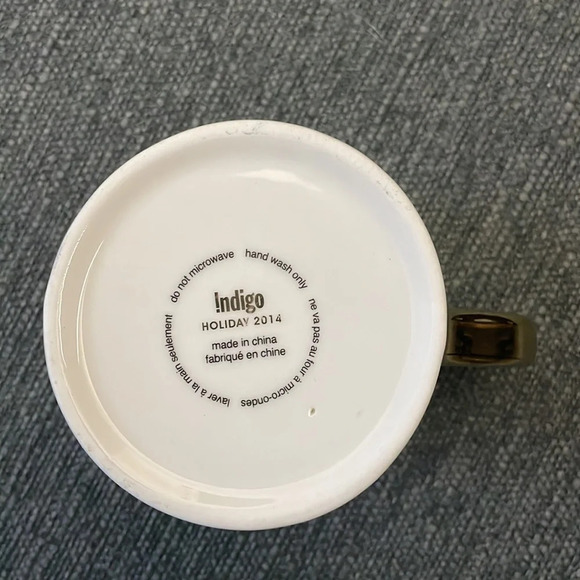 do not microwave
hand wash only
ne va pas au four à micro-ondes
laver à la main seulement
!ndigo
HOLIDAY 2014
made in china
fabriqué en chine